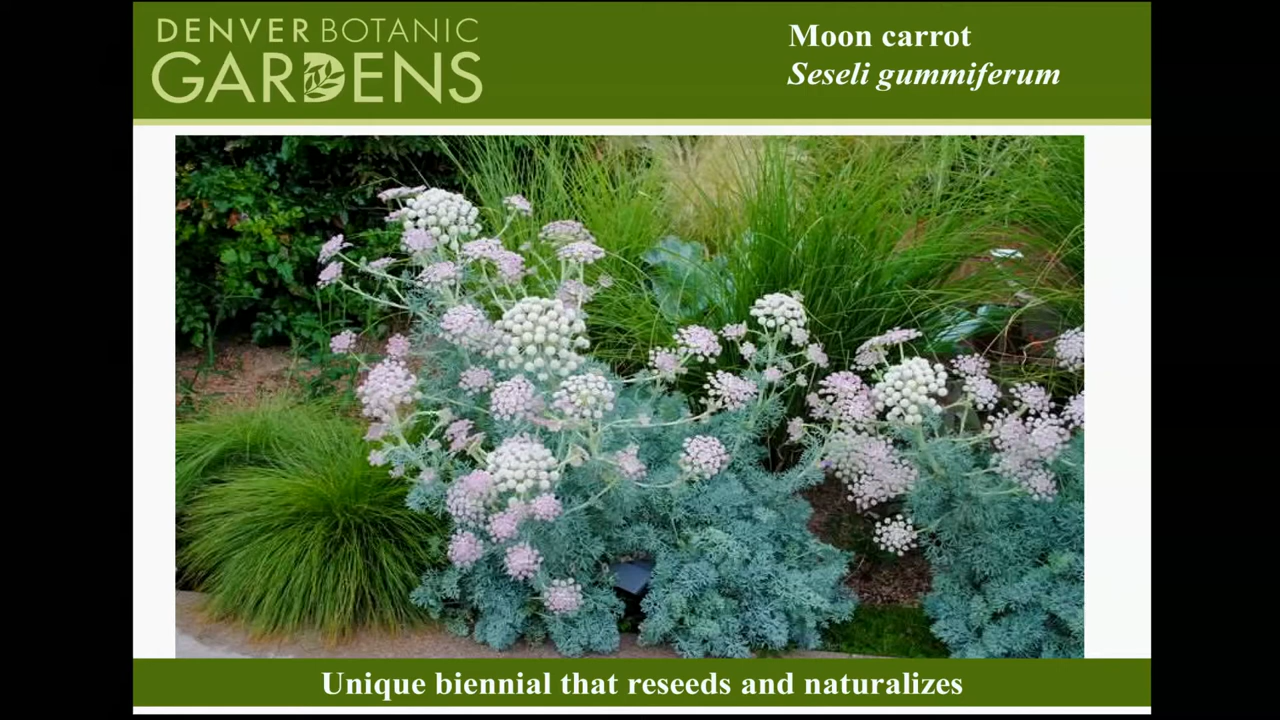 DENVER BOTANIC
GARDENS
Moon carrot
Seseli gummiferum
Unique biennial that reseeds and naturalizes